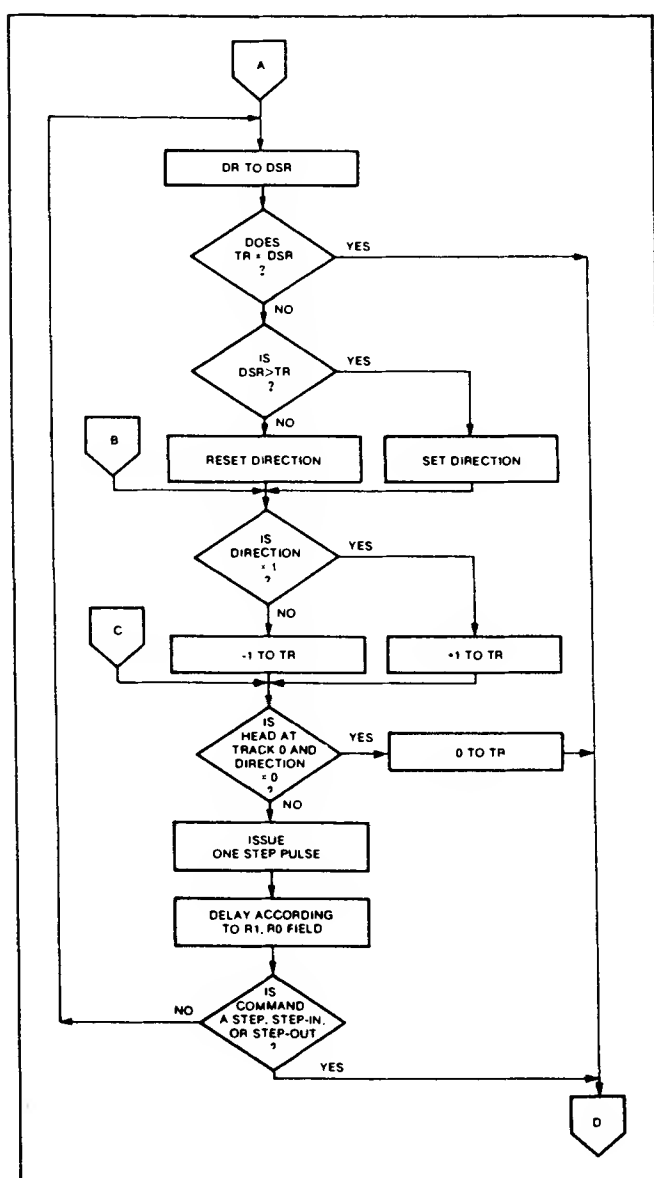 A
DR TO DSR
DOES
TR = DSR
?
YES
NO
IS
DSR>TR
?
YES
NO
B
RESET DIRECTION
SET DIRECTION
IS
DIRECTION
= 1
?
YES
NO
C
-1 TO TR
+1 TO TR
IS
HEAD AT
TRACK 0 AND
DIRECTION
= 0
?
YES
0 TO TR
NO
ISSUE
ONE STEP PULSE
DELAY ACCORDING
TO R1, R0 FIELD
IS
COMMAND
A STEP, STEP-IN,
OR STEP-OUT
?
NO
YES
D